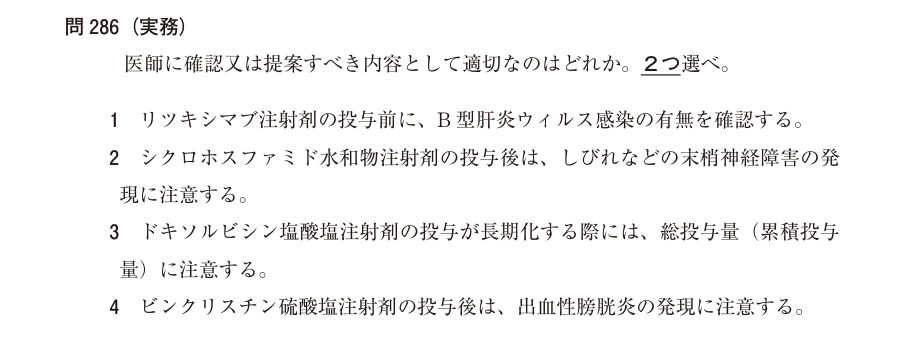 問 286（実務）
医師に確認又は提案すべき内容として適切なのはどれか。２つ選べ。
1　リツキシマブ注射剤の投与前に、B 型肝炎ウィルス感染の有無を確認する。
2　シクロホスファミド水和物注射剤の投与後は、しびれなどの末梢神経障害の発
現に注意する。
3　ドキソルビシン塩酸塩注射剤の投与が長期化する際には、総投与量（累積投与
量）に注意する。
4　ビンクリスチン硫酸塩注射剤の投与後は、出血性膀胱炎の発現に注意する。